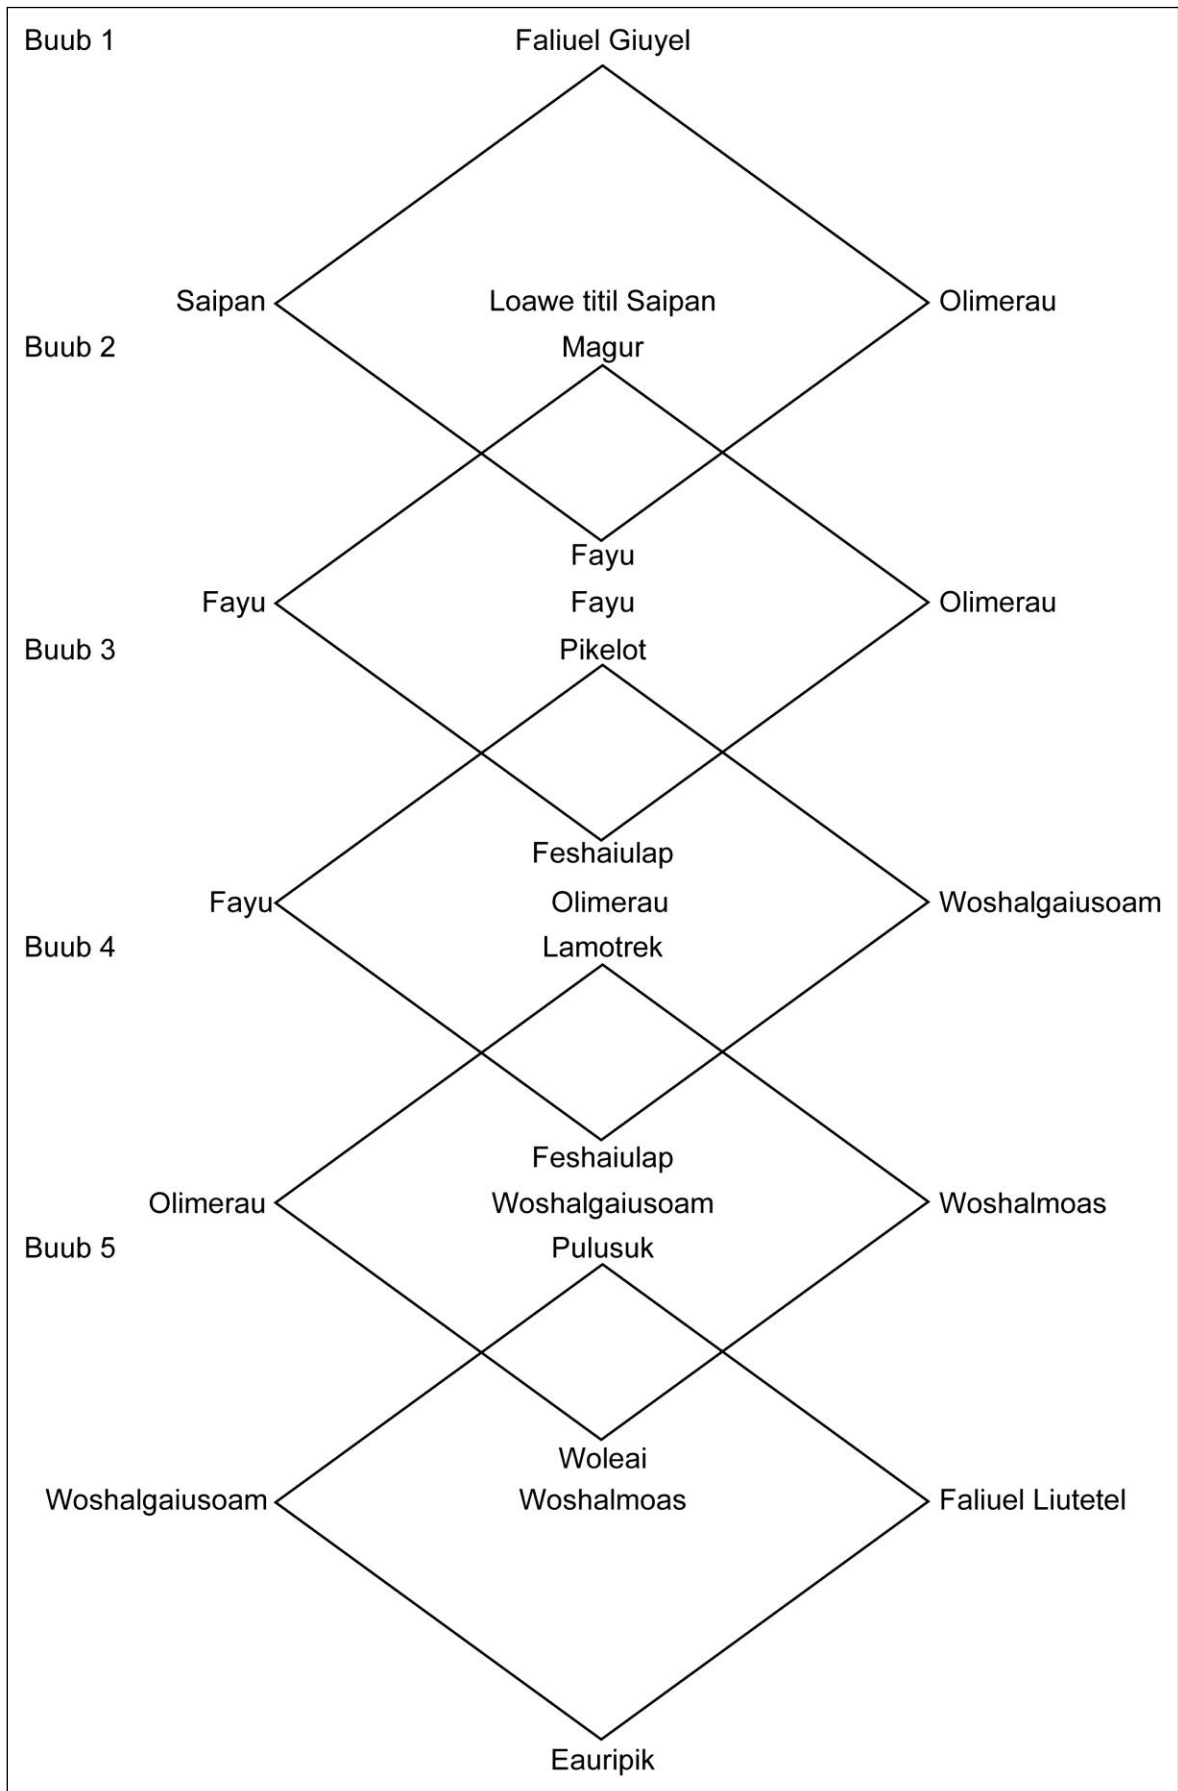 Buub 1 Faliuel Giuyel
Saipan Loawe titil Saipan Olimerau
Buub 2 Magur
Fayu
Fayu Fayu Olimerau
Buub 3 Pikelot
Feshaiulap
Fayu Olimerau Woshalgaiusoam
Buub 4 Lamotrek
Feshaiulap
Olimerau Woshalgaiusoam Woshalmoas
Buub 5 Pulusuk
Woleai
Woshalgaiusoam Woshalmoas Faliuel Liutetel
Eauripik